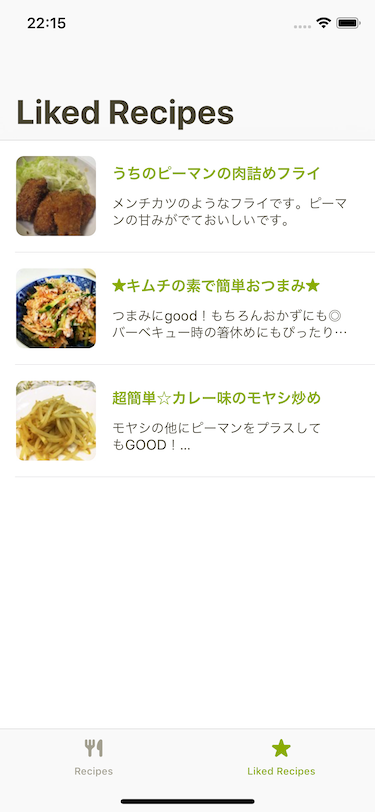 22:15
Liked Recipes
うちのピーマンの肉詰めフライ
メンチカツのようなフライです。ピーマ
ンの甘みがでておいしいです。
★キムチの素で簡単おつまみ★
つまみにgood！もちろんおかずにも◎
バーベキュー時の箸休めにもぴったり…
超簡単☆カレー味のモヤシ炒め
モヤシの他にピーマンをプラスして
もGOOD！...
Recipes
Liked Recipes